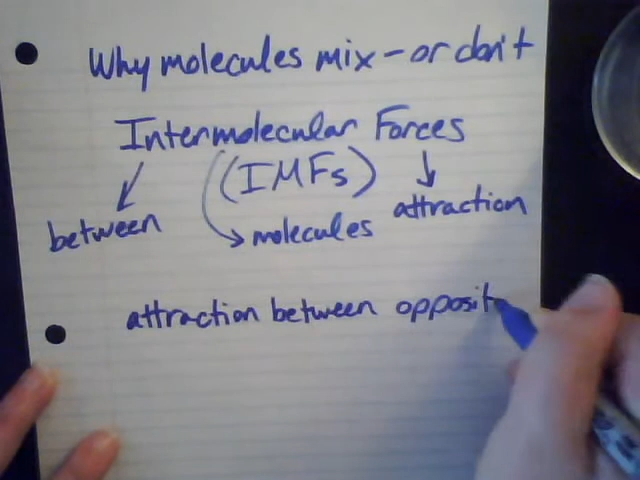 Why molecules mix - or don't
Intermolecular Forces
(IMFs)
between
molecules
attraction
attraction between opposit